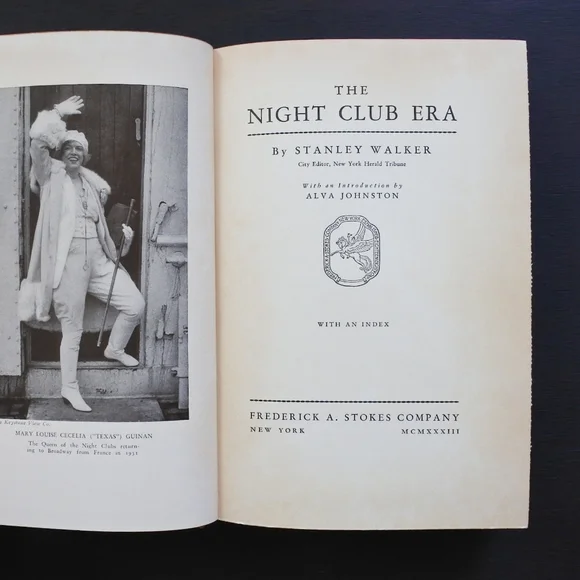 Keystone View Co.
MARY LOUISE CECELIA ("TEXAS") GUINAN
The Queen of the Night Clubs return-
ing to Broadway from France in 1931
THE
NIGHT CLUB ERA
By STANLEY WALKER
City Editor, New York Herald Tribune
With an Introduction by
ALVA JOHNSTON
WITH AN INDEX
FREDERICK A. STOKES COMPANY
NEW YORK MCMXXXIII